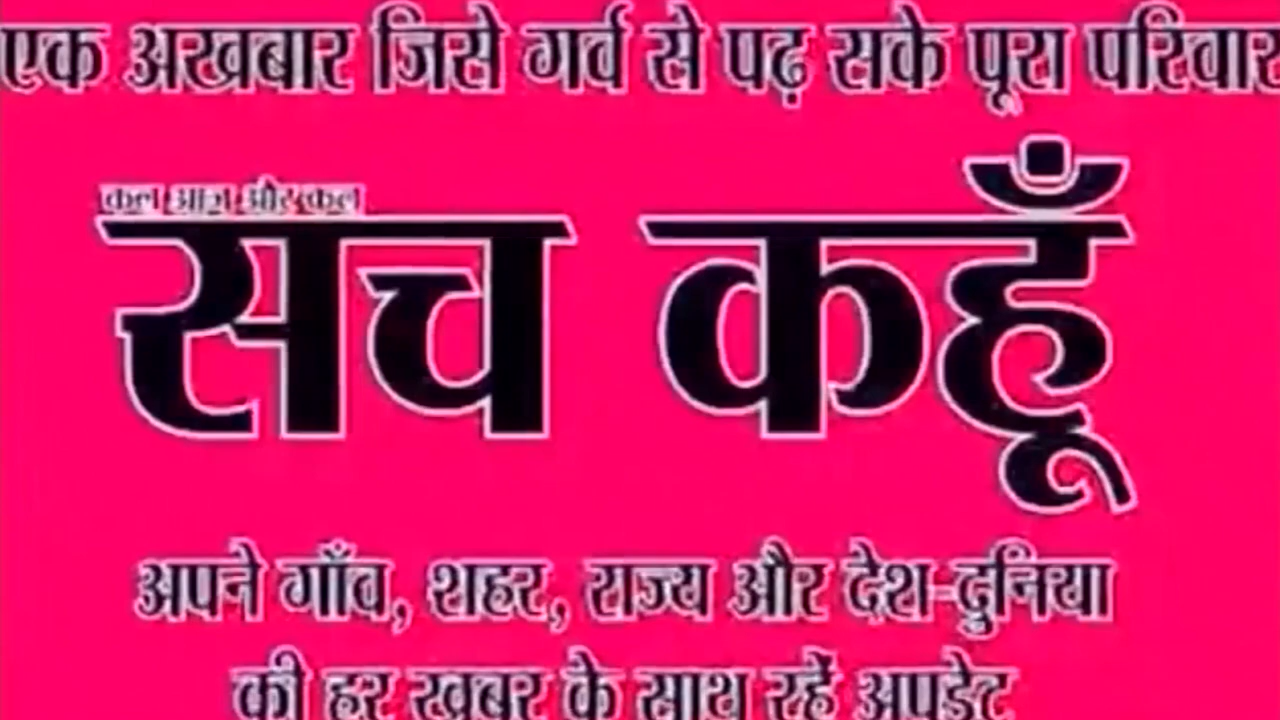 एक अखबार जिसे गर्व से पढ़ सके पूरा परिवार
कल आज और कल
सच कहूँ
अपने गाँव, शहर, राज्य और देश-दुनिया
की हर खबर के साथ रहें अपडेट